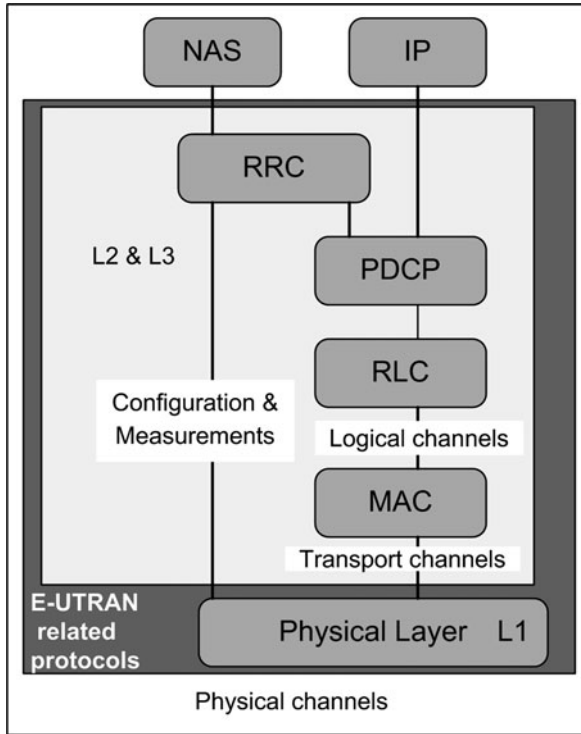 NAS
IP
RRC
L2 & L3
PDCP
RLC
Configuration &
Measurements
Logical channels
MAC
Transport channels
E-UTRAN
related
protocols
Physical Layer L1
Physical channels